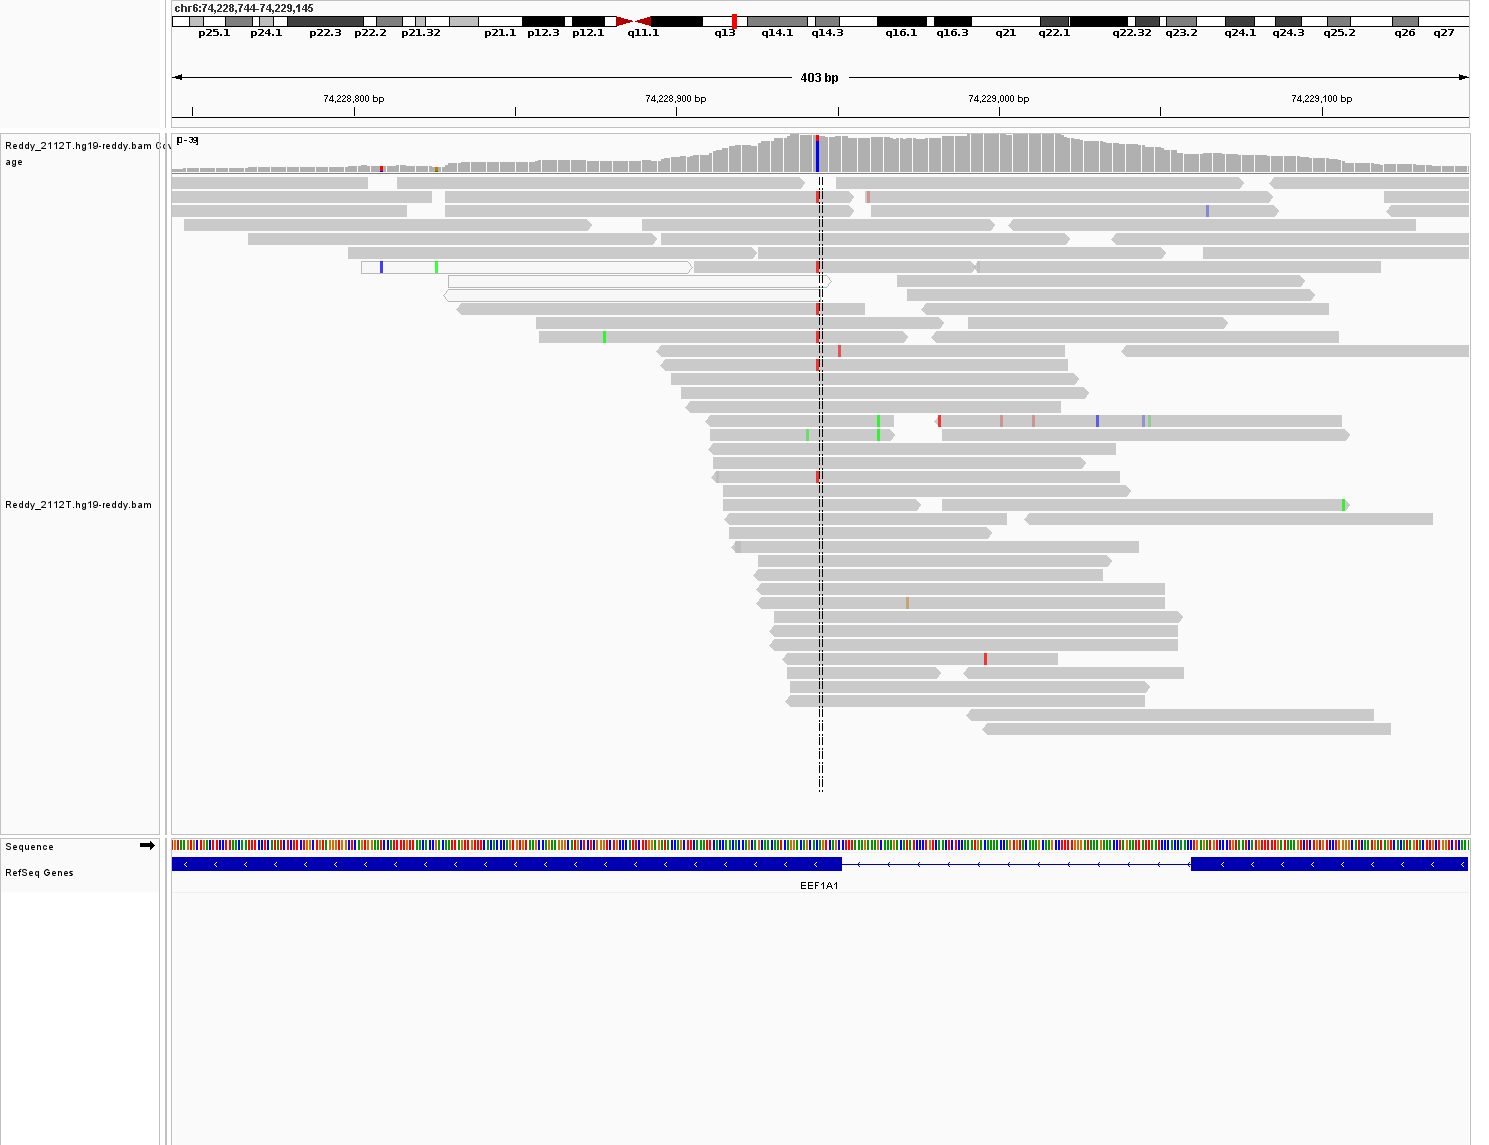 chr6:74,228,744-74,229,145
p25.1 p24.1 p22.3 p22.2 p21.32 p21.1 p12.3 p12.1 q11.1 q13 q14.1 q14.3 q16.1 q16.3 q21 q22.1 q22.32 q23.2 q24.1 q24.3 q25.2 q26 q27
403 bp
74,228,800 bp 74,228,900 bp 74,229,000 bp 74,229,100 bp
Reddy_2112T.hg19-reddy.bam Cov
age
[0-39]
Reddy_2112T.hg19-reddy.bam
Sequence
RefSeq Genes
EEF1A1